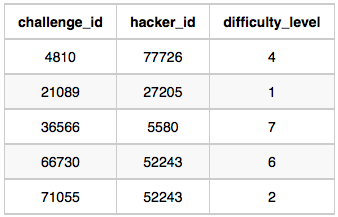 challenge_id hacker_id difficulty_level
4810 77726 4
21089 27205 1
36566 5580 7
66730 52243 6
71055 52243 2